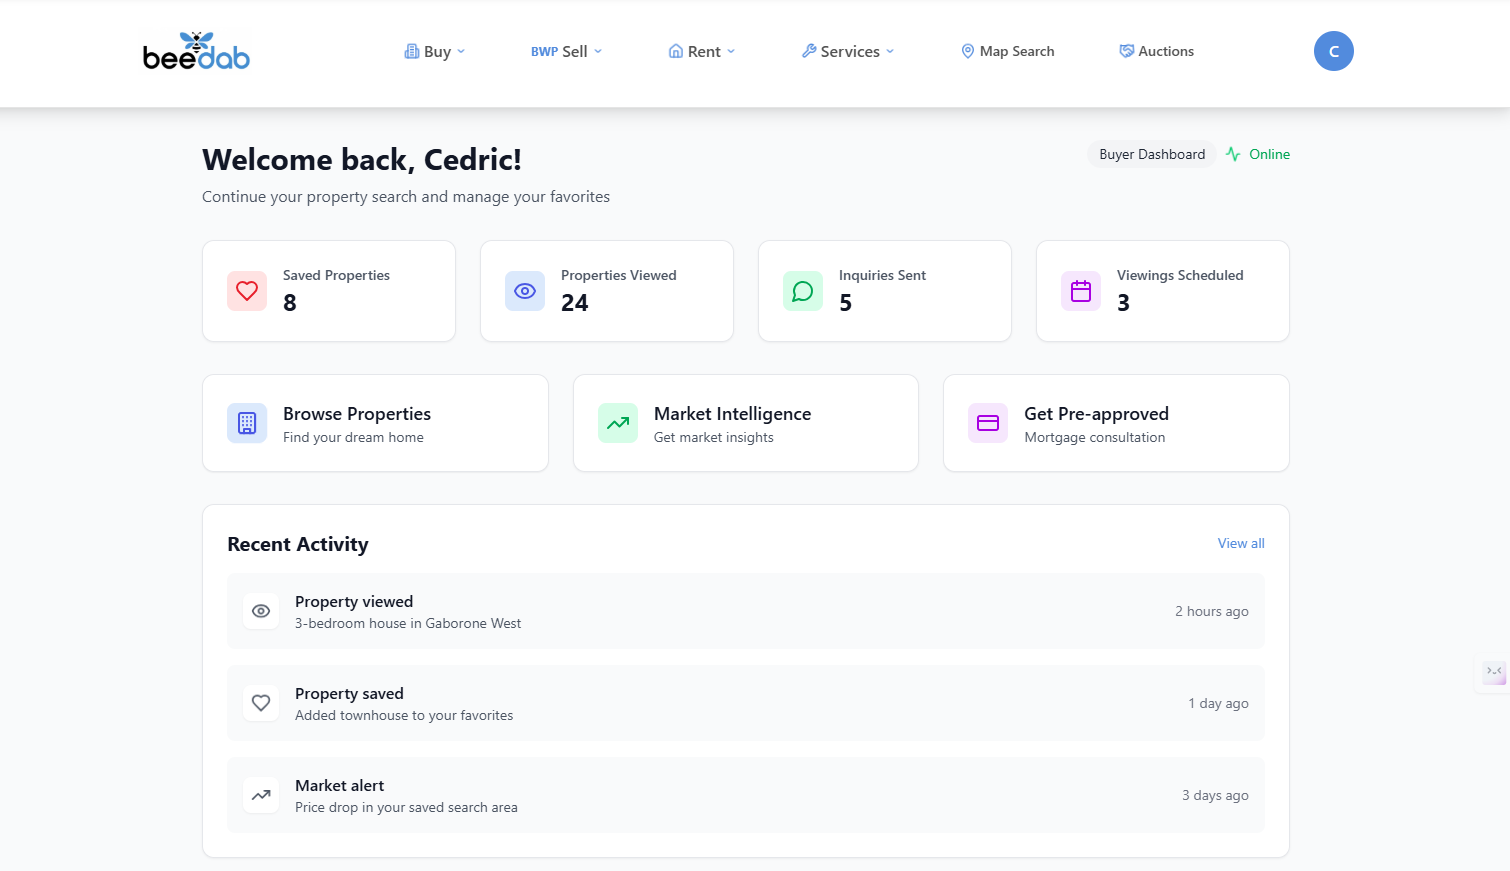 beedab
Buy
BWP Sell
Rent
Services
Map Search
Auctions
C
Welcome back, Cedric!
Buyer Dashboard
Online
Continue your property search and manage your favorites
Saved Properties
8
Properties Viewed
24
Inquiries Sent
5
Viewings Scheduled
3
Browse Properties
Find your dream home
Market Intelligence
Get market insights
Get Pre-approved
Mortgage consultation
Recent Activity
View all
Property viewed
3-bedroom house in Gaborone West
2 hours ago
Property saved
Added townhouse to your favorites
1 day ago
Market alert
Price drop in your saved search area
3 days ago